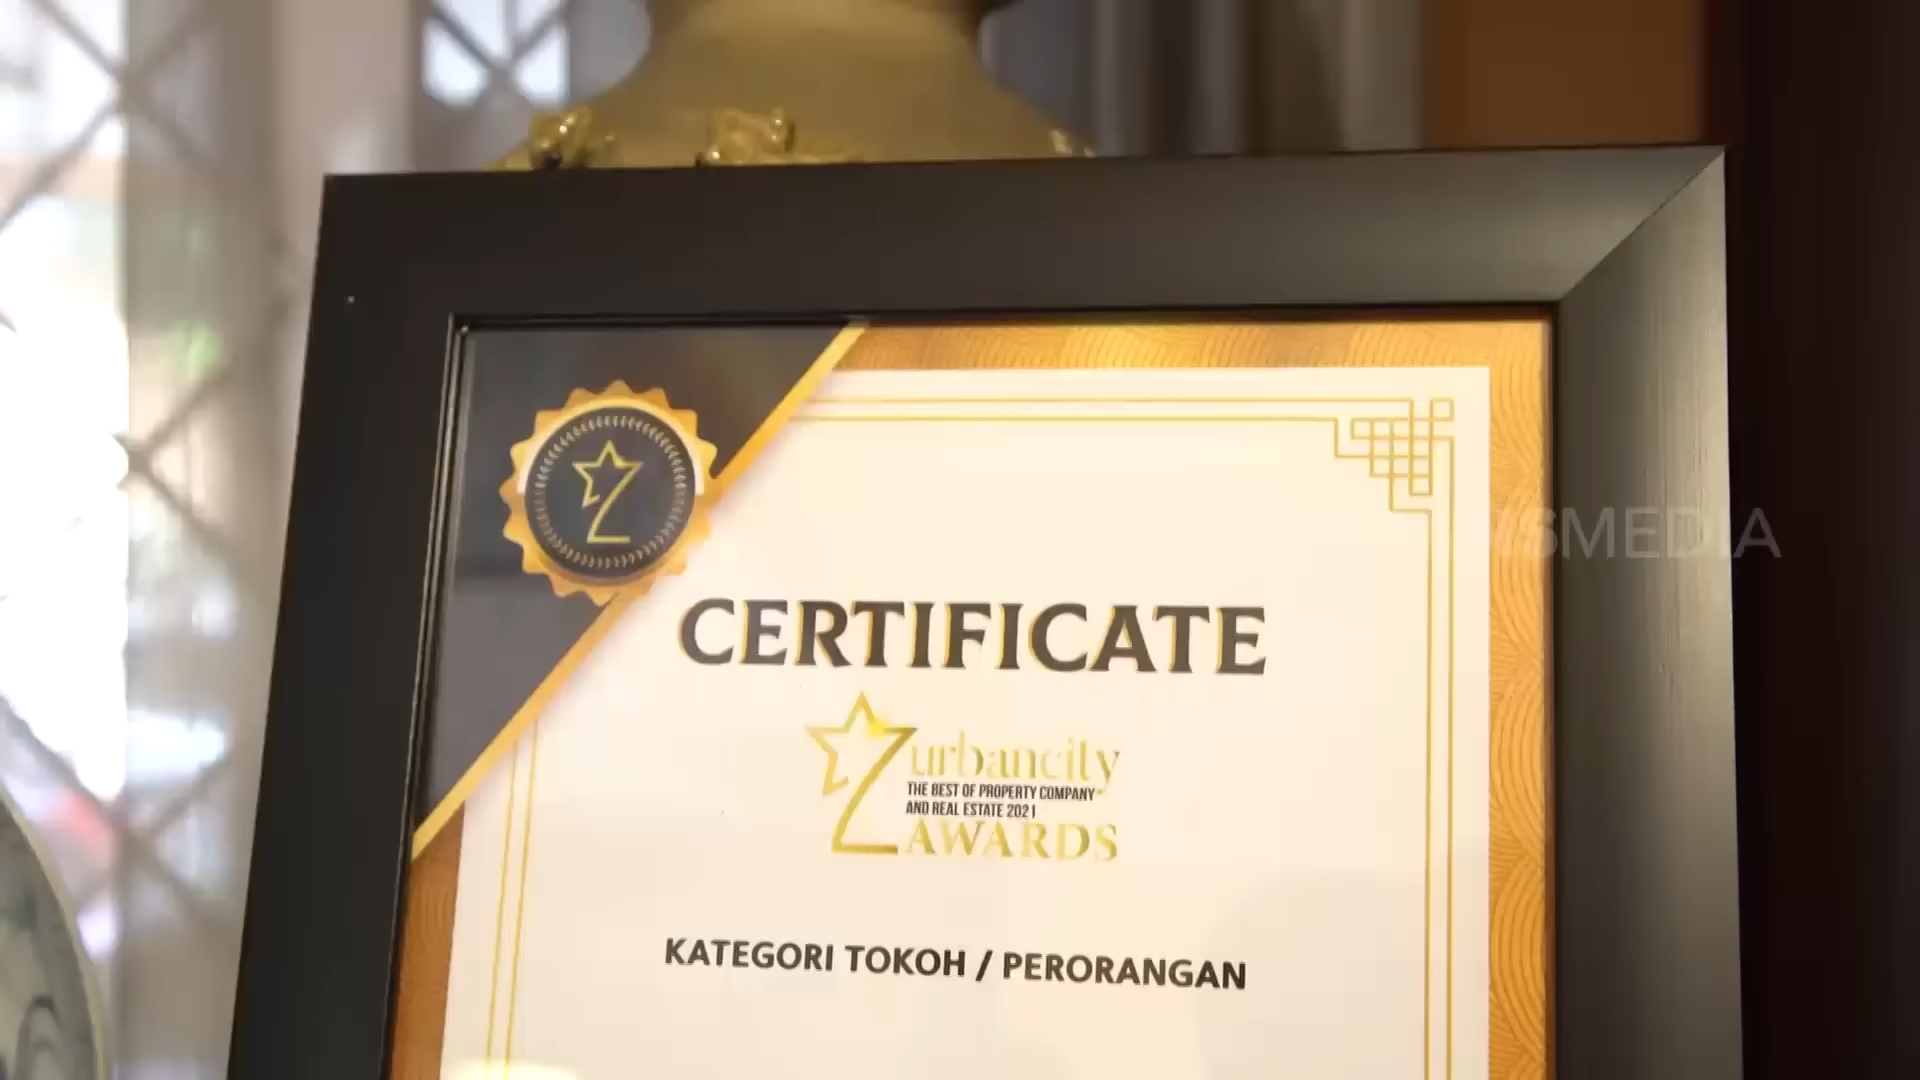 CERTIFICATE
urbancity
THE BEST OF PROPERTY COMPANY
AND REAL ESTATE 2021
AWARDS
KATEGORI TOKOH / PERORANGAN